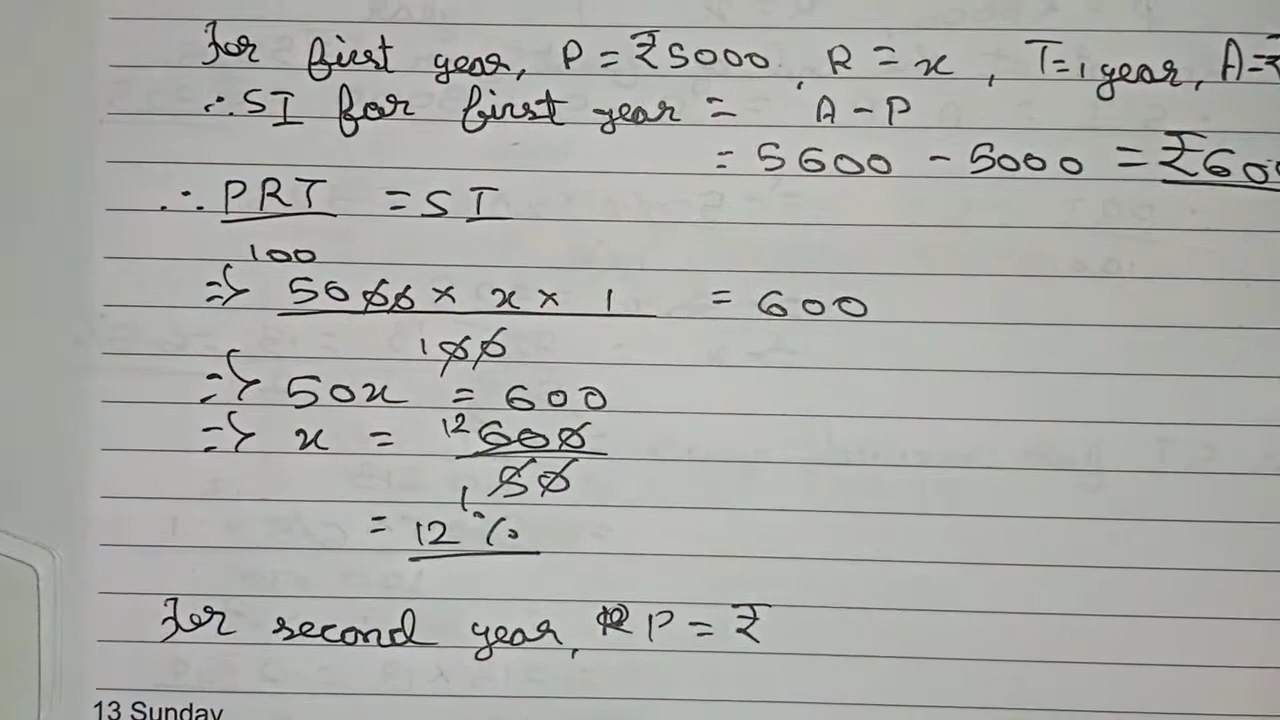 For first year, P = ₹5000, R = x, T=1 year, A=₹
∴ SI for first year = A - P
= 5600 - 5000 = ₹600
∴ PRT = SI
100
=> 5000 × x × 1 = 600
100
=> 50x = 600
=> x = 12 600
1 50
= 12%
For second year, P = ₹
13 Sunday